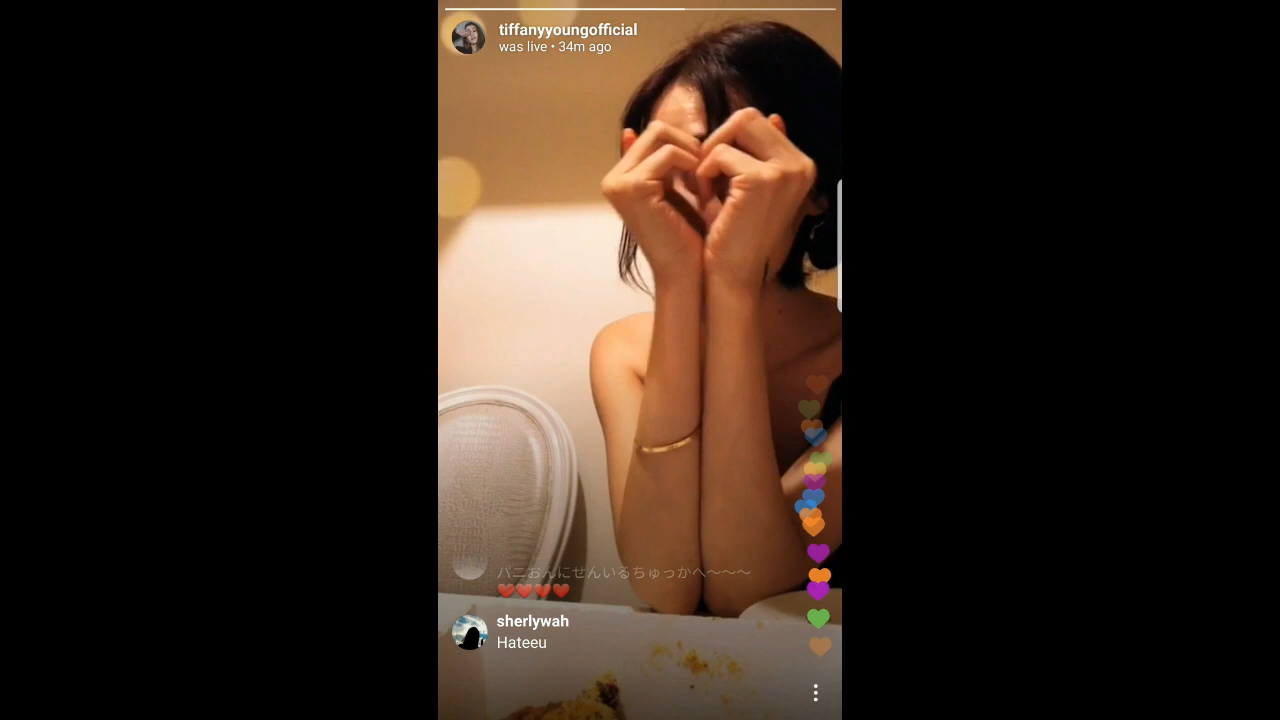 tiffanyyoungofficial
was live • 34m ago
パニおんにせんいるちゅっかへ〜〜〜
❤️❤️❤️❤️
sherlywah
Hateeu